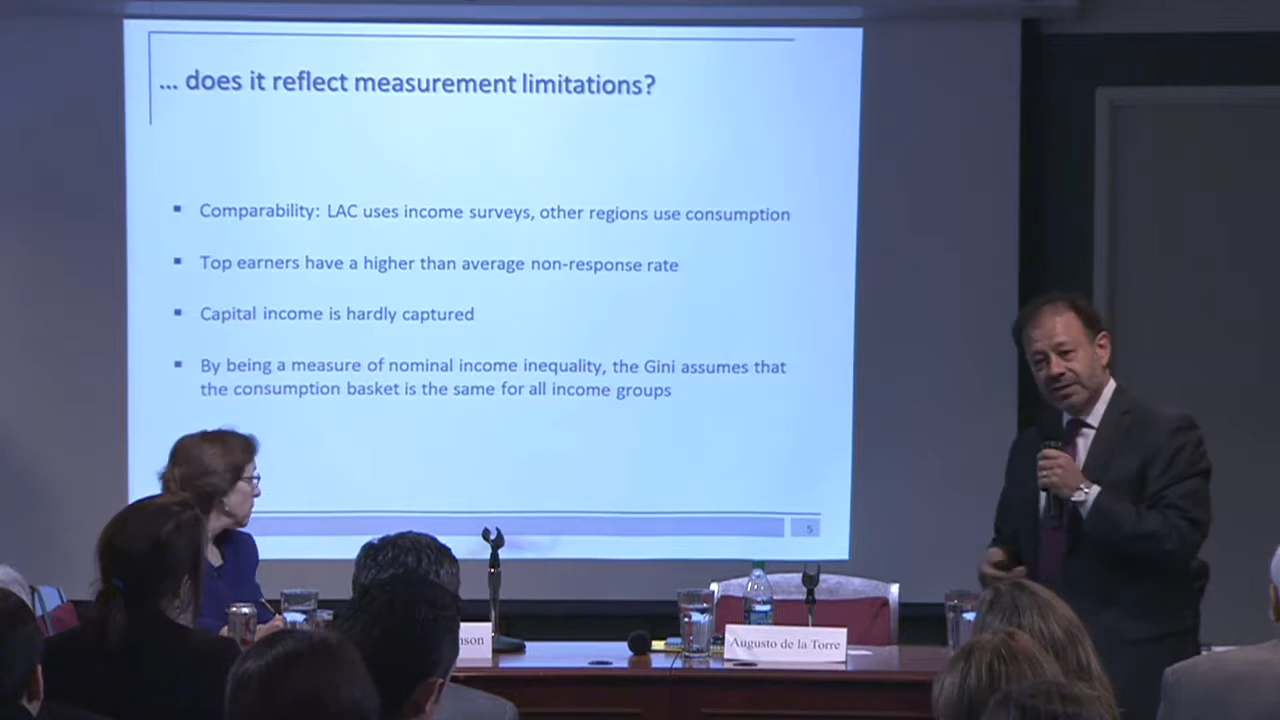 ... does it reflect measurement limitations?
▪ Comparability: LAC uses income surveys, other regions use consumption
▪ Top earners have a higher than average non-response rate
▪ Capital income is hardly captured
▪ By being a measure of nominal income inequality, the Gini assumes that
the consumption basket is the same for all income groups
5
nson
Augusto de la Torre